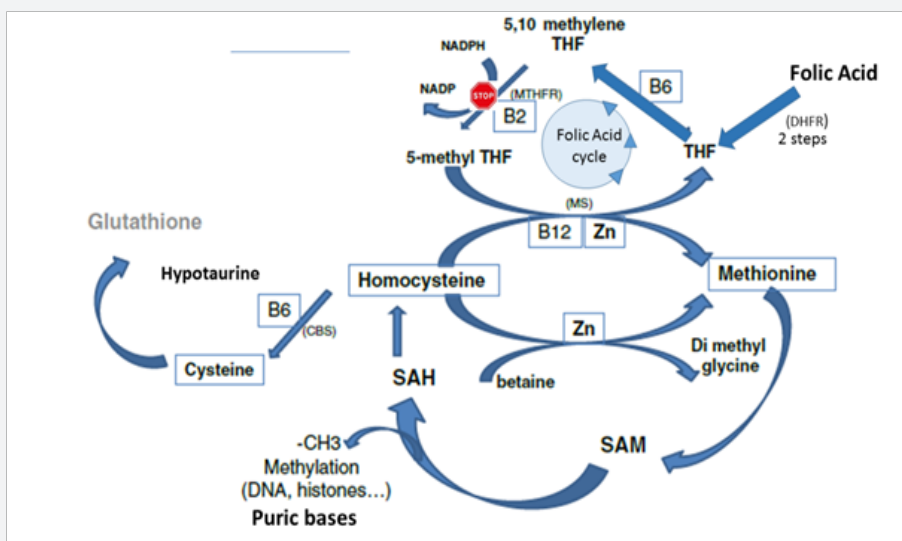 5,10 methylene
THF
NADPH
Folic Acid
NADP
STOP
(MTHFR)
B6
B2
(DHFR)
2 steps
Folic Acid
cycle
5-methyl THF
THF
(MS)
Glutathione
B12
Zn
Hypotaurine
Homocysteine
Methionine
B6
(CBS)
Zn
Cysteine
SAH
betaine
Di methyl
glycine
-CH3
Methylation
(DNA, histones...)
SAM
Puric bases